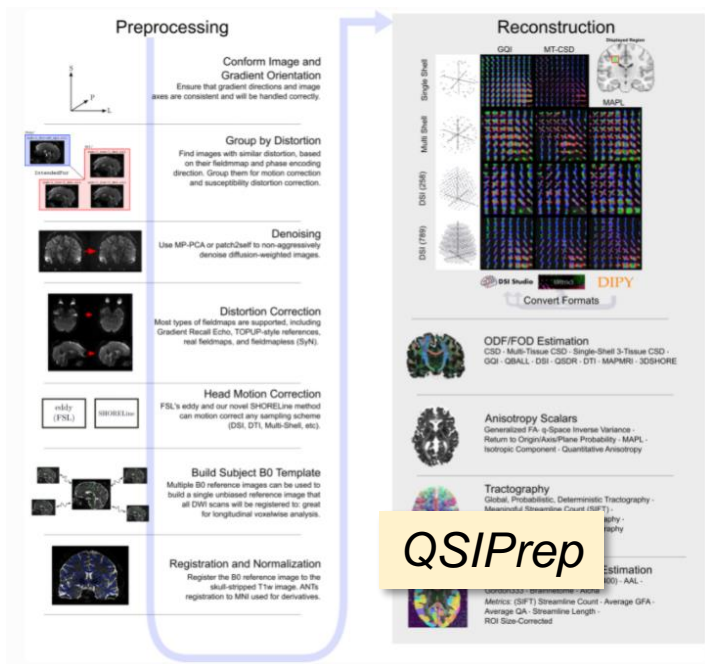 Preprocessing
S
P
L
Conform Image and
Gradient Orientation
Ensure that gradient directions and image
axes are consistent and will be handled correctly.
IntendedFor
Group by Distortion
Find images with similar distortion, based
on their fieldmmap and phase encoding
direction. Group them for motion correction
and susceptibility distortion correction.
Denoising
Use MP-PCA or patch2self to non-aggressively
denoise diffusion-weighted images.
Distortion Correction
Most types of fieldmaps are supported, including
Gradient Recall Echo, TOPUP-style references,
real fieldmaps, and fieldmapless (SyN).
eddy
(FSL)
SHORELine
Head Motion Correction
FSL's eddy and our novel SHORELine method
can motion correct any sampling scheme
(DSI, DTI, Multi-Shell, etc).
Build Subject B0 Template
Multiple B0 reference images can be used to
build a single unbiased reference image that
all DWI scans will be registered to: great
for longitudinal voxelwise analysis.
Registration and Normalization
Register the B0 reference image to the
skull-stripped T1w image. ANTs
registration to MNI used for derivatives.
Reconstruction
Displayed Region
GQI
MT-CSD
MAPL
Single Shell
Multi Shell
DSI (258)
DSI (789)
DSI Studio
DIPY
Convert Formats
ODF/FOD Estimation
CSD · Multi-Tissue CSD · Single-Shell 3-Tissue CSD ·
GQI · QBALL · DSI · QSDR · DTI · MAPMRI · 3DSHORE
Anisotropy Scalars
Generalized FA · q-Space Inverse Variance ·
Return to Origin/Axis/Plane Probability · MAPL ·
Isotropic Component · Quantitative Anisotropy
Tractography
Global, Probabilistic, Deterministic Tractography ·
Meaningful Streamline Count (SIFT) ·
QSIPrep
Estimation
AAL ·
Metrics: (SIFT) Streamline Count · Average GFA ·
Average QA · Streamline Length ·
ROI Size-Corrected